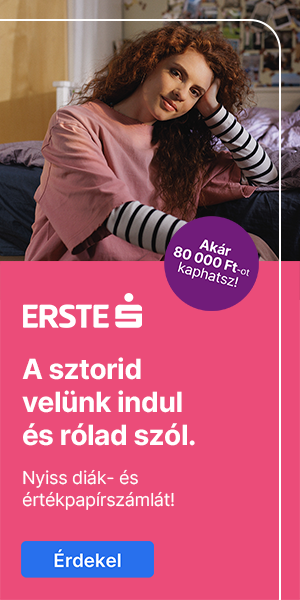 Akár
80 000 Ft-ot
kaphatsz!
ERSTE
A sztorid
velünk indul
és rólad szól.
Nyiss diák- és
értékpapírszámlát!
Érdekel